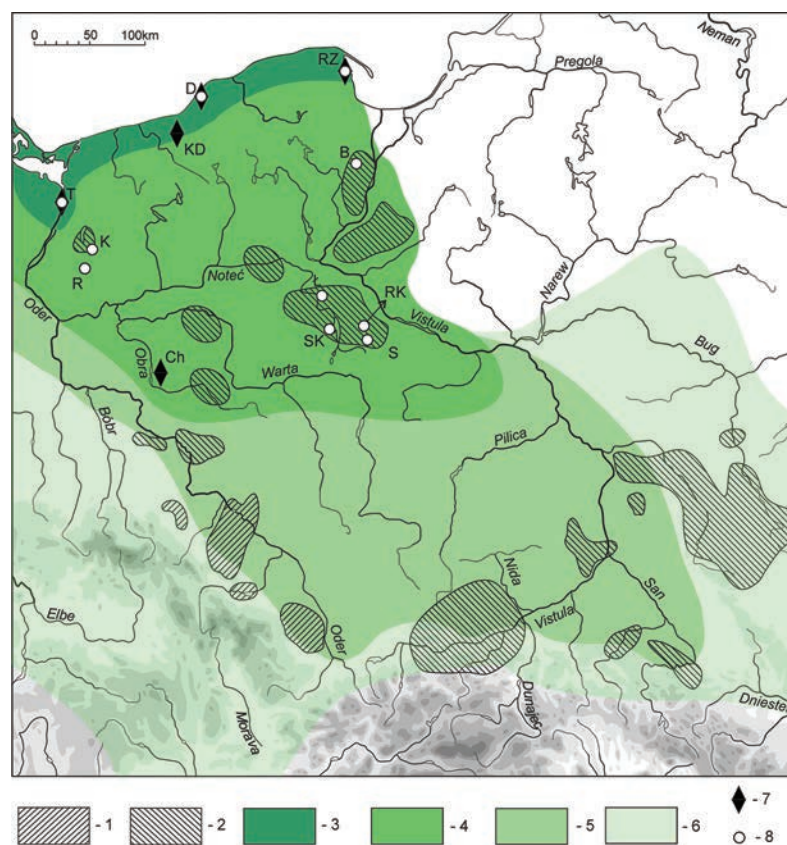 0 50 100km
Neman
Pregola
RZ
D
KD
B
T
K
R
Noteć
Narew
RK
Oder
Vistula
SK
S
Bug
Obra
Ch
Warta
Bóbr
Pilica
Nida
San
Elbe
Oder
Vistula
Morava
Dunajec
Dniester
- 1
- 2
- 3
- 4
- 5
- 6
- 7
- 8